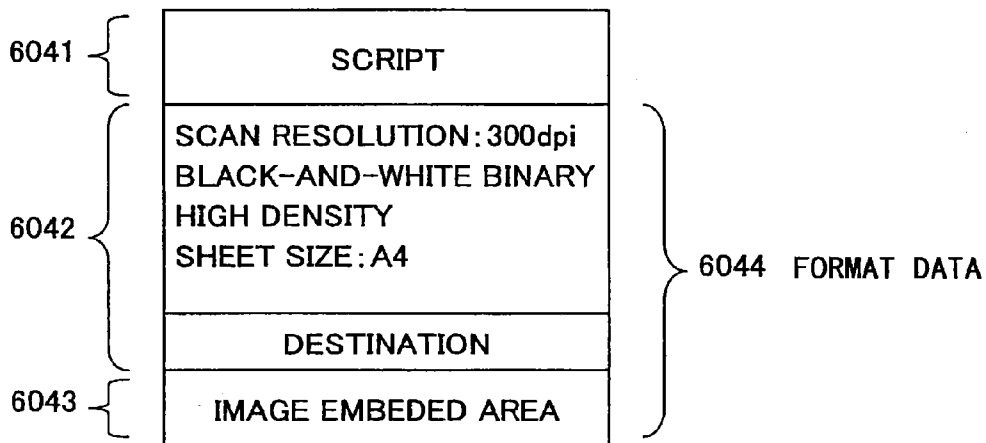 6041
SCRIPT
SCAN RESOLUTION:300dpi
BLACK-AND-WHITE BINARY
HIGH DENSITY
SHEET SIZE:A4
6042
6044 FORMAT DATA
DESTINATION
6043
IMAGE EMBEDED AREA